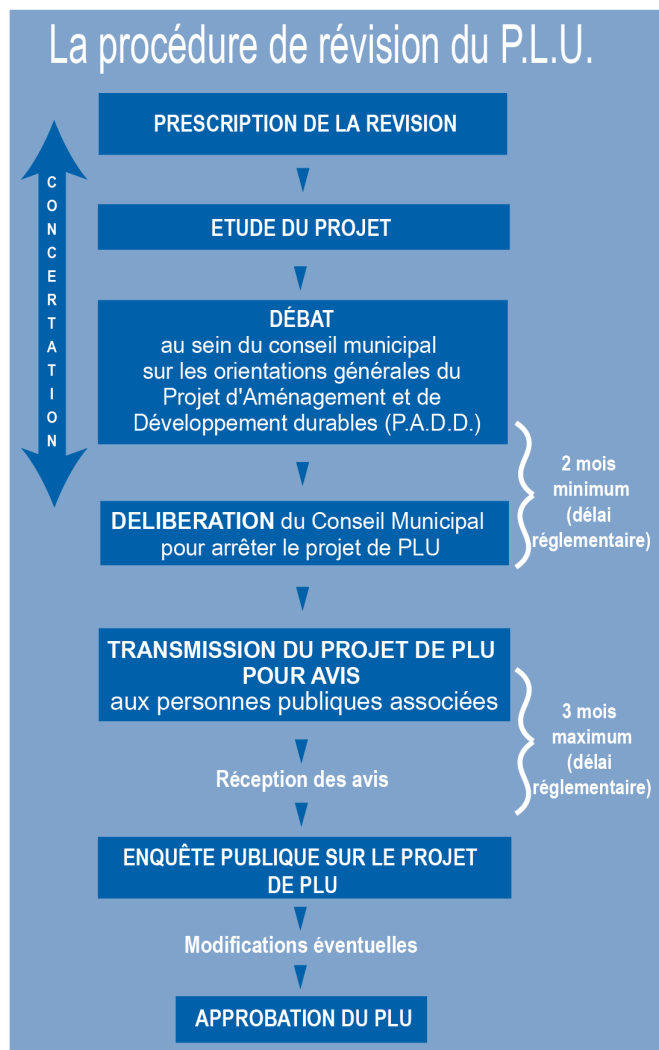 La procédure de révision du P.L.U.
CONCERTATION
PRESCRIPTION DE LA REVISION
ETUDE DU PROJET
DÉBAT
au sein du conseil municipal
sur les orientations générales du
Projet d'Aménagement et de
Développement durables (P.A.D.D.)
2 mois
minimum
(délai
réglementaire)
DELIBERATION du Conseil Municipal
pour arrêter le projet de PLU
TRANSMISSION DU PROJET DE PLU
POUR AVIS
aux personnes publiques associées
3 mois
maximum
(délai
réglementaire)
Réception des avis
ENQUÊTE PUBLIQUE SUR LE PROJET
DE PLU
Modifications éventuelles
APPROBATION DU PLU